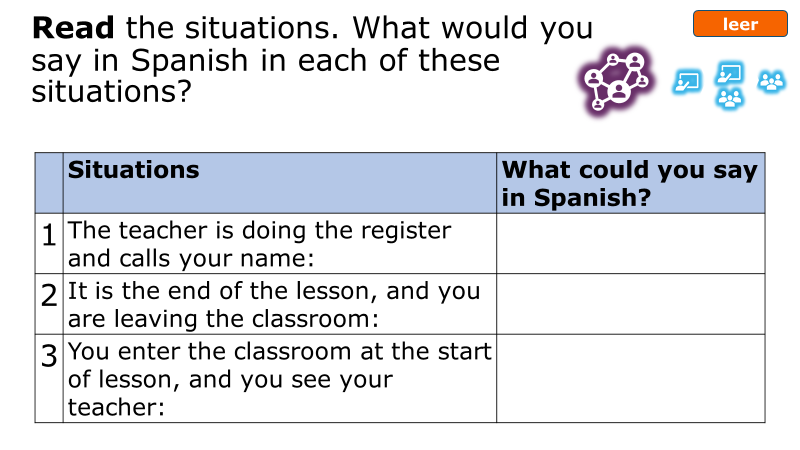 Read the situations. What would you
say in Spanish in each of these
situations?
leer
Situations
What could you say
in Spanish?
1
The teacher is doing the register
and calls your name:
2
It is the end of the lesson, and you
are leaving the classroom:
3
You enter the classroom at the start
of lesson, and you see your
teacher: